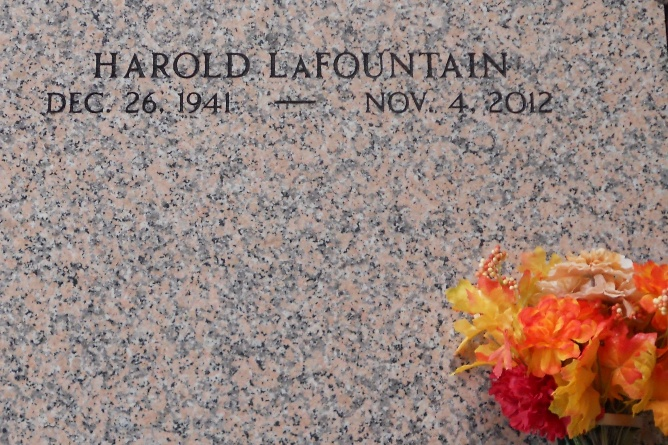 HAROLD LAFOUNTAIN
DEC. 26, 1941 — NOV. 4, 2012